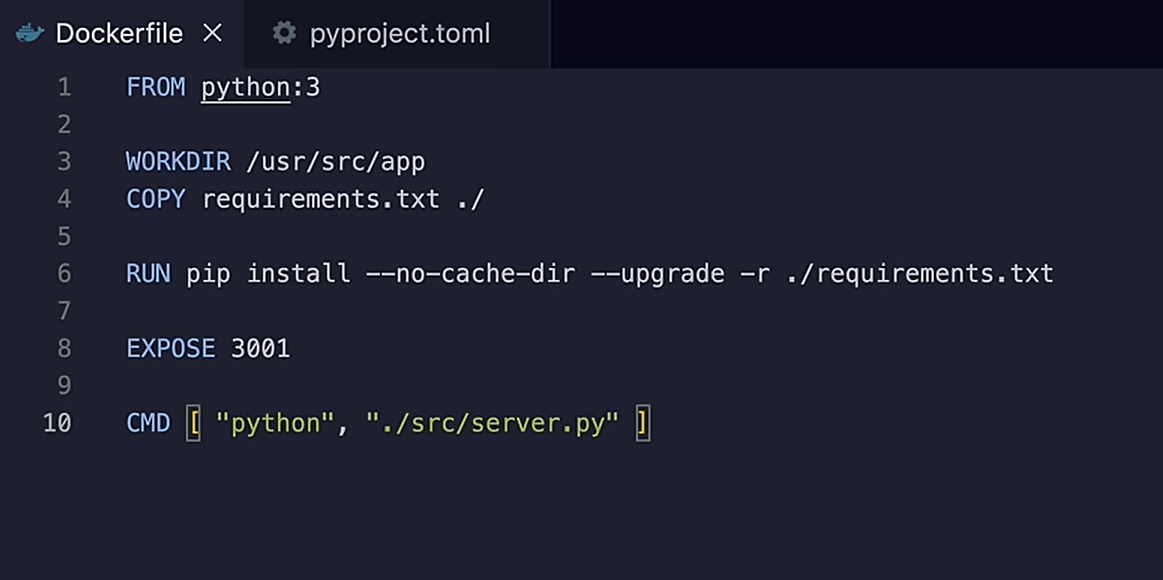 Dockerfile pyproject.toml
1 FROM python:3
2
3 WORKDIR /usr/src/app
4 COPY requirements.txt ./
5
6 RUN pip install --no-cache-dir --upgrade -r ./requirements.txt
7
8 EXPOSE 3001
9
10 CMD [ "python", "./src/server.py" ]